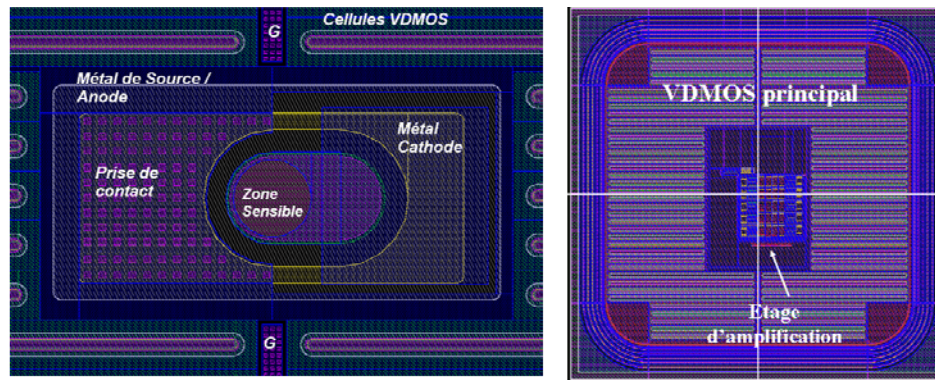 Cellules VDMOS
G
Métal de Source /
Anode
Métal
Cathode
Prise de
contact
Zone
Sensible
G
VDMOS principal
Etage
d'amplification